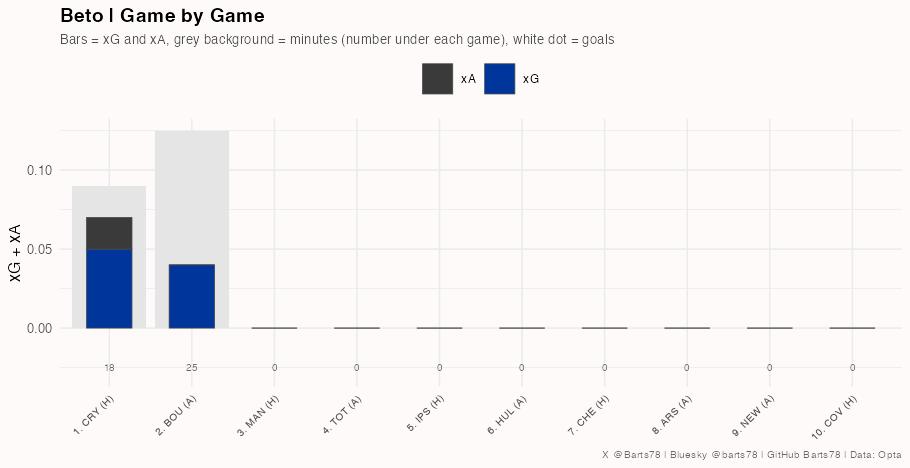 Beto | Game by Game
Bars = xG and xA, grey background = minutes (number under each game), white dot = goals
xA xG
xG + xA
0.10
0.05
0.00
18 25 0 0 0 0 0 0 0 0
1. CRY (H)
2. BOU (A)
3. MAN (H)
4. TOT (A)
5. IPS (H)
6. HUL (A)
7. CHE (H)
8. ARS (A)
9. NEW (A)
10. COV (H)
X @Barts78 | Bluesky @barts78 | GitHub Barts78 | Data: Opta